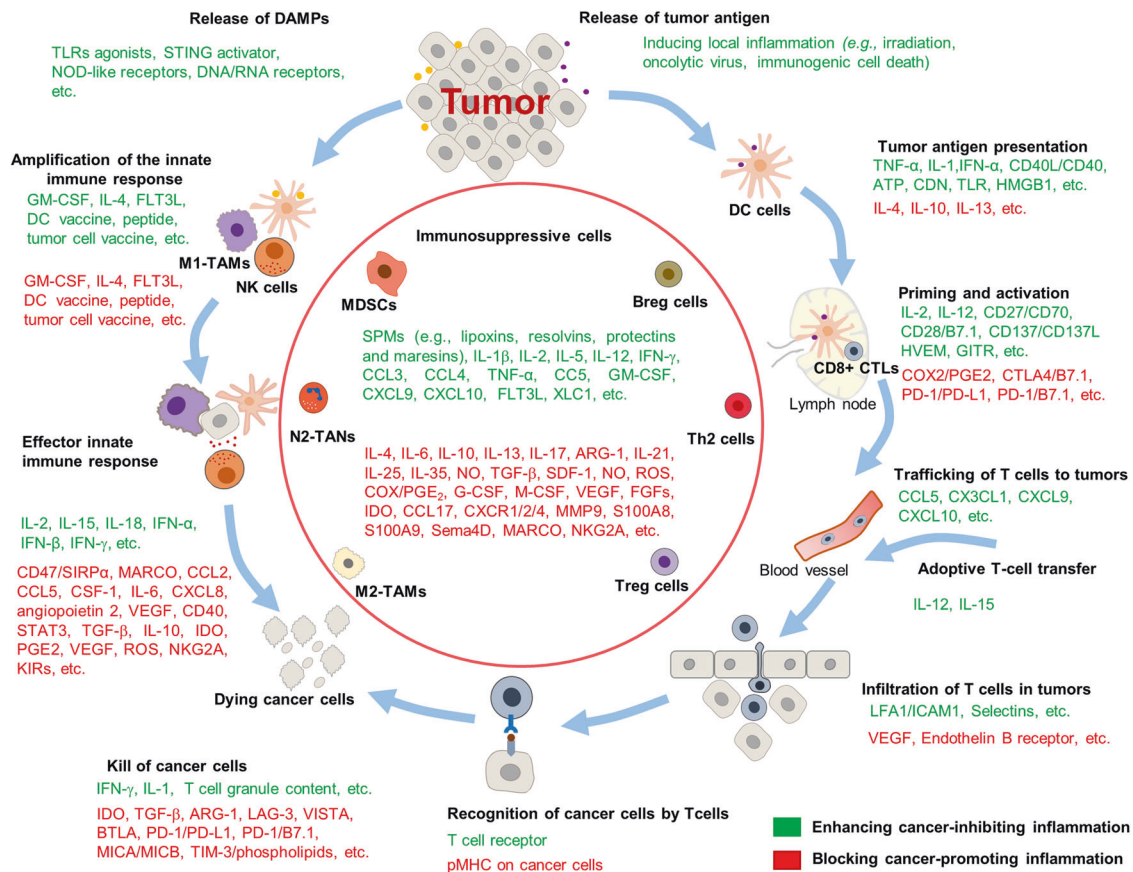 Release of DAMPs
TLRs agonists, STING activator,
NOD-like receptors, DNA/RNA receptors,
etc.
Release of tumor antigen
Inducing local inflammation (e.g., irradiation,
oncolytic virus, immunogenic cell death)
Tumor
Amplification of the innate
immune response
GM-CSF, IL-4, FLT3L,
DC vaccine, peptide,
tumor cell vaccine, etc.
GM-CSF, IL-4, FLT3L,
DC vaccine, peptide,
tumor cell vaccine, etc.
M1-TAMs
NK cells
DC cells
Tumor antigen presentation
TNF-α, IL-1,IFN-α, CD40L/CD40,
ATP, CDN, TLR, HMGB1, etc.
IL-4, IL-10, IL-13, etc.
Immunosuppressive cells
MDSCs
Breg cells
SPMs (e.g., lipoxins, resolvins, protectins
and maresins), IL-1β, IL-2, IL-5, IL-12, IFN-γ,
CCL3, CCL4, TNF-α, CC5, GM-CSF,
CXCL9, CXCL10, FLT3L, XLC1, etc.
N2-TANs
Th2 cells
IL-4, IL-6, IL-10, IL-13, IL-17, ARG-1, IL-21,
IL-25, IL-35, NO, TGF-β, SDF-1, NO, ROS,
COX/PGE₂, G-CSF, M-CSF, VEGF, FGFs,
IDO, CCL17, CXCR1/2/4, MMP9, S100A8,
S100A9, Sema4D, MARCO, NKG2A, etc.
M2-TAMs
Treg cells
Priming and activation
IL-2, IL-12, CD27/CD70,
CD28/B7.1, CD137/CD137L
HVEM, GITR, etc.
COX2/PGE2, CTLA4/B7.1,
PD-1/PD-L1, PD-1/B7.1, etc.
CD8+ CTLs
Lymph node
Effector innate
immune response
IL-2, IL-15, IL-18, IFN-α,
IFN-β, IFN-γ, etc.
CD47/SIRPα, MARCO, CCL2,
CCL5, CSF-1, IL-6, CXCL8,
angiopoietin 2, VEGF, CD40,
STAT3, TGF-β, IL-10, IDO,
PGE2, VEGF, ROS, NKG2A,
KIRs, etc.
Trafficking of T cells to tumors
CCL5, CX3CL1, CXCL9,
CXCL10, etc.
Blood vessel
Adoptive T-cell transfer
IL-12, IL-15
Dying cancer cells
Infiltration of T cells in tumors
LFA1/ICAM1, Selectins, etc.
VEGF, Endothelin B receptor, etc.
Kill of cancer cells
IFN-γ, IL-1, T cell granule content, etc.
IDO, TGF-β, ARG-1, LAG-3, VISTA,
BTLA, PD-1/PD-L1, PD-1/B7.1,
MICA/MICB, TIM-3/phospholipids, etc.
Recognition of cancer cells by Tcells
T cell receptor
pMHC on cancer cells
Enhancing cancer-inhibiting inflammation
Blocking cancer-promoting inflammation